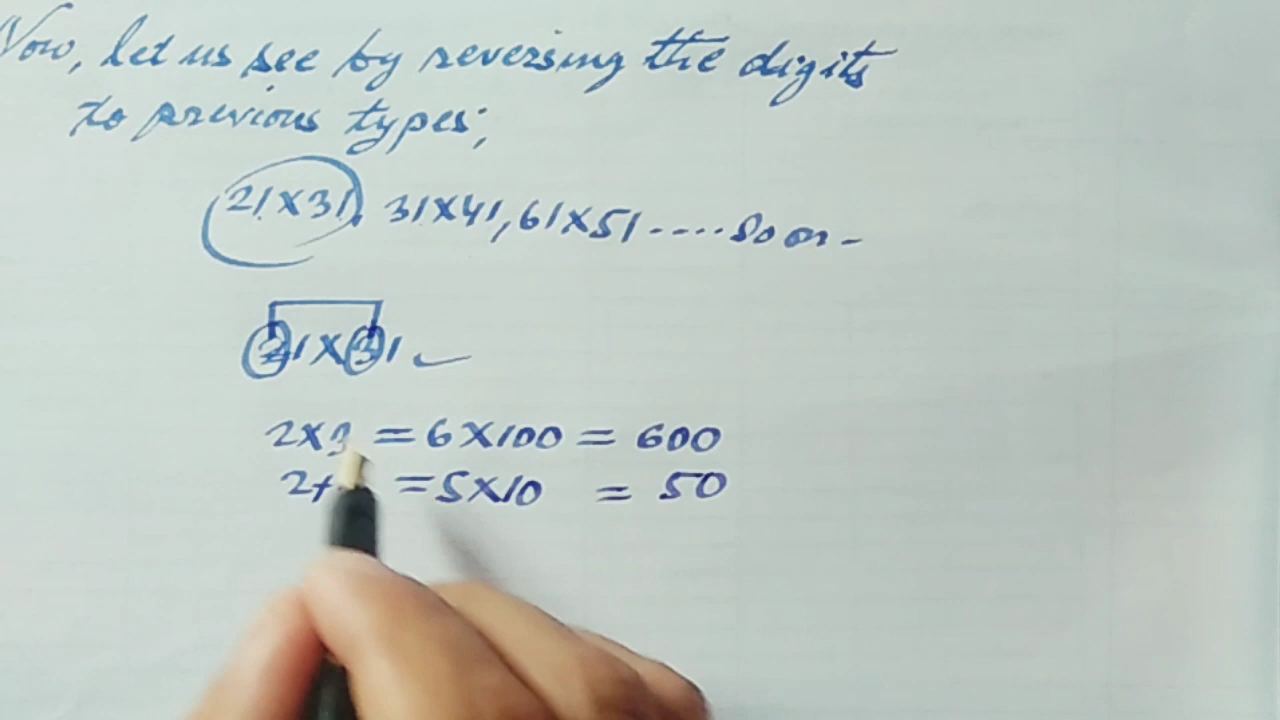 Now, let us see by reversing the digits
to previous types;
21×31, 31×41, 61×51 .... so on -
21×31 ✓
2×3 = 6×100 = 600
2+ = 5×10 = 50